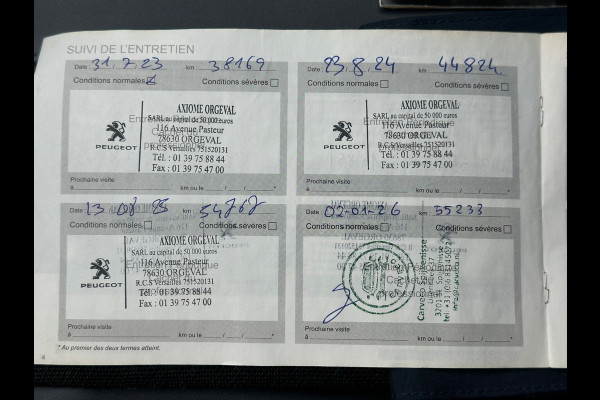 SUIVI DE L'ENTRETIEN
Date 31.7.23 km 38169
Conditions normales Conditions sévères
AXIOME ORGEVAL
SARL au capital de 50 000 euros
116 Avenue Pasteur
78630 ORGEVAL
R.C.S Versailles 751520131
Tél. : 01 39 75 88 44
Fax : 01 39 75 47 00
PEUGEOT
Prochaine visite
à km ou le / / *
Date 23.8.24 km 44824
Conditions normales Conditions sévères
AXIOME ORGEVAL
SARL au capital de 50 000 euros
116 Avenue Pasteur
78630 ORGEVAL
R.C.S Versailles 751520131
Tél. : 01 39 75 88 44
Fax : 01 39 75 47 00
PEUGEOT
Prochaine visite
à km ou le / / *
Date 13.08.25 km
Conditions normales Conditions sévères
AXIOME ORGEVAL
SARL au capital de 50 000 euros
116 Avenue Pasteur
78630 ORGEVAL
R.C.S Versailles 751520131
Tél : 01 39 75 88 44
Fax : 01 39 75 47 00
PEUGEOT
Prochaine visite
à km ou le / / *
Date 02-01-26 km 55233
Conditions normales Conditions sévères
Carverso Spijkenisse
Prochaine visite
à km ou le / / *
* Au premier des deux termes atteint.